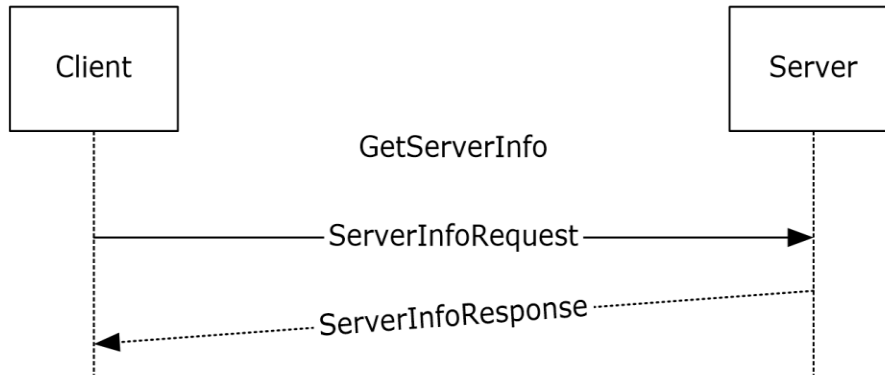 Client
Server
GetServerInfo
ServerInfoRequest
ServerInfoResponse